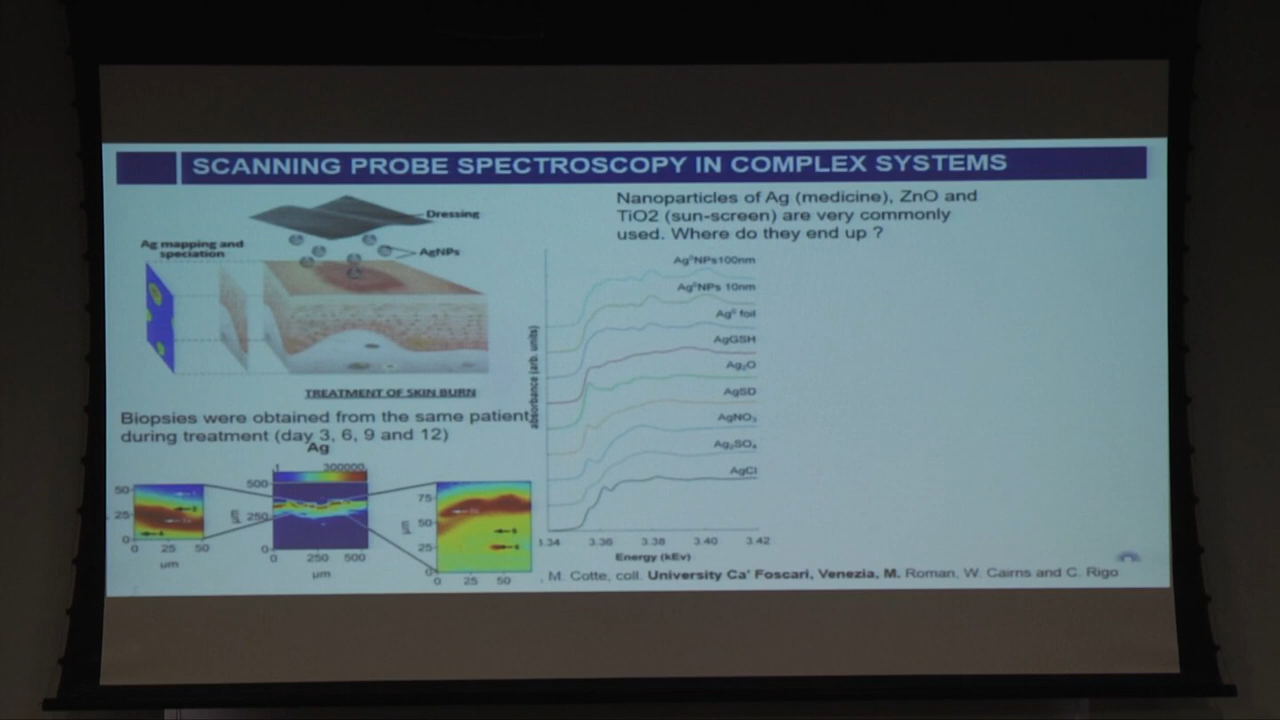 SCANNING PROBE SPECTROSCOPY IN COMPLEX SYSTEMS
Dressing
Ag mapping and
speciation
AgNPs
TREATMENT OF SKIN BURN
Biopsies were obtained from the same patient
during treatment (day 3, 6, 9 and 12)
Ag
1 300000
500
250
0
0 250 500
µm
µm
50
25
0
0 25 50
µm
75
50
25
0
0 25 50
µm
Nanoparticles of Ag (medicine), ZnO and
TiO2 (sun-screen) are very commonly
used. Where do they end up ?
Ag⁰NPs100nm
Ag⁰NPs 10nm
Ag⁰ foil
AgGSH
Ag₂O
AgSD
AgNO₃
Ag₂SO₄
AgCl
absorbance (arb. units)
3.36 3.38 3.40 3.42
Energy (kEv)
M. Cotte, coll. University Ca' Foscari, Venezia, M. Roman, W. Cairns and C. Rigo